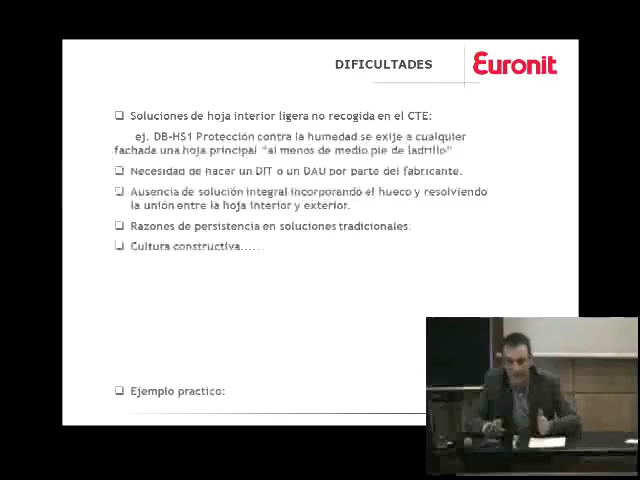 DIFICULTADES
Euronit
❑ Soluciones de hoja interior ligera no recogida en el CTE:
ej. DB-HS1 Protección contra la humedad se exije a cualquier
fachada una hoja principal "al menos de medio pie de ladrillo"
❑ Necesidad de hacer un DIT o un DAU por parte del fabricante.
❑ Ausencia de solución integral incorporando el hueco y resolviendo
la unión entre la hoja interior y exterior.
❑ Razones de persistencia en soluciones tradicionales:
❑ Cultura constructiva......
❑ Ejemplo practico: